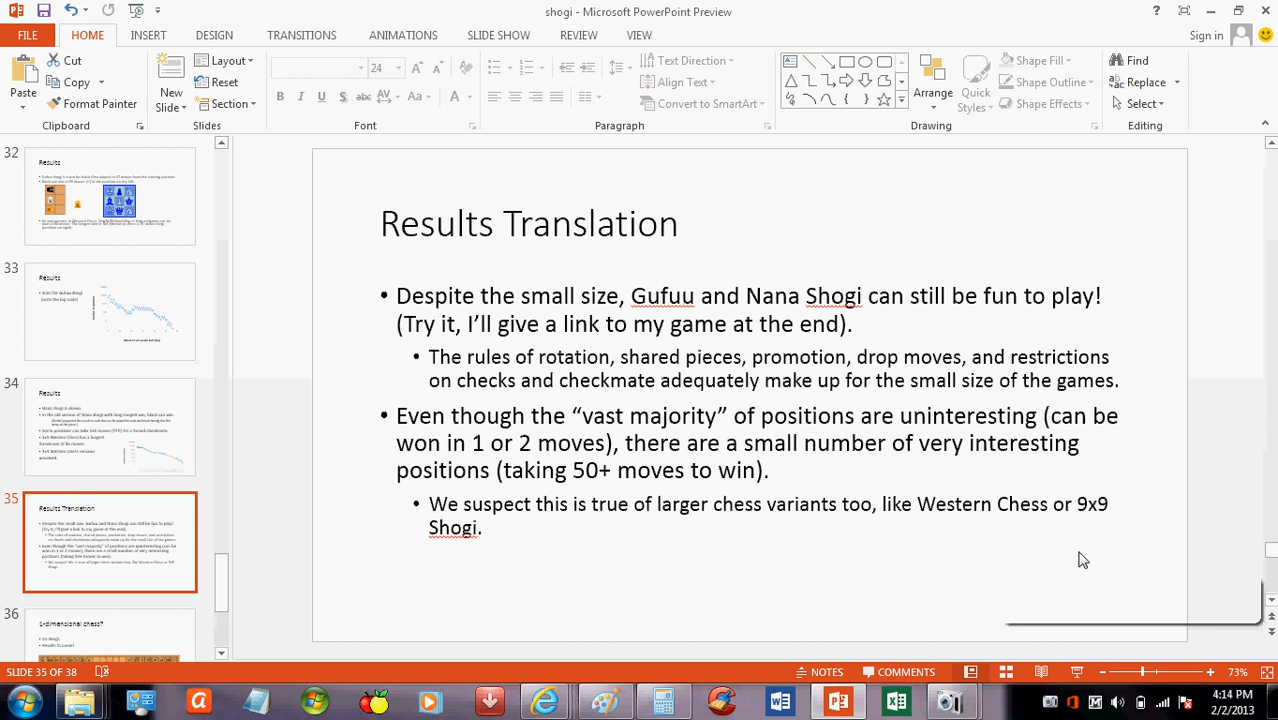 shogi - Microsoft PowerPoint Preview
Sign in
FILE HOME INSERT DESIGN TRANSITIONS ANIMATIONS SLIDE SHOW REVIEW VIEW
Paste
Cut
Copy
Format Painter
Clipboard
New Slide
Layout
Reset
Section
Slides
24
B I U S abc AV Aa A
Font
Text Direction
Align Text
Convert to SmartArt
Paragraph
Arrange
Quick Styles
Shape Fill
Shape Outline
Shape Effects
Drawing
Find
Replace
Select
Editing
32
Results
33
Results
34
Results
35
Results Translation
36
6-dimensional chess?
Results Translation
• Despite the small size, Gufuu and Nana Shogi can still be fun to play!
(Try it, I’ll give a link to my game at the end).
• The rules of rotation, shared pieces, promotion, drop moves, and restrictions
on checks and checkmate adequately make up for the small size of the games.
• Even though the “vast majority” of positions are uninteresting (can be
won in 1 or 2 moves), there are a small number of very interesting
positions (taking 50+ moves to win).
• We suspect this is true of larger chess variants too, like Western Chess or 9x9
Shogi.
SLIDE 35 OF 38
NOTES
COMMENTS
73%
4:14 PM
2/2/2013